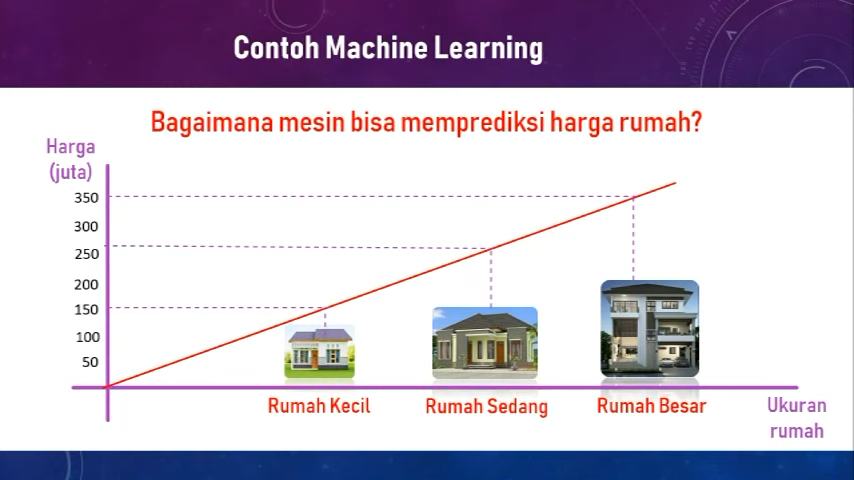 Contoh Machine Learning
Bagaimana mesin bisa memprediksi harga rumah?
Harga
(juta)
350
300
250
200
150
100
50
Rumah Kecil
Rumah Sedang
Rumah Besar
Ukuran
rumah